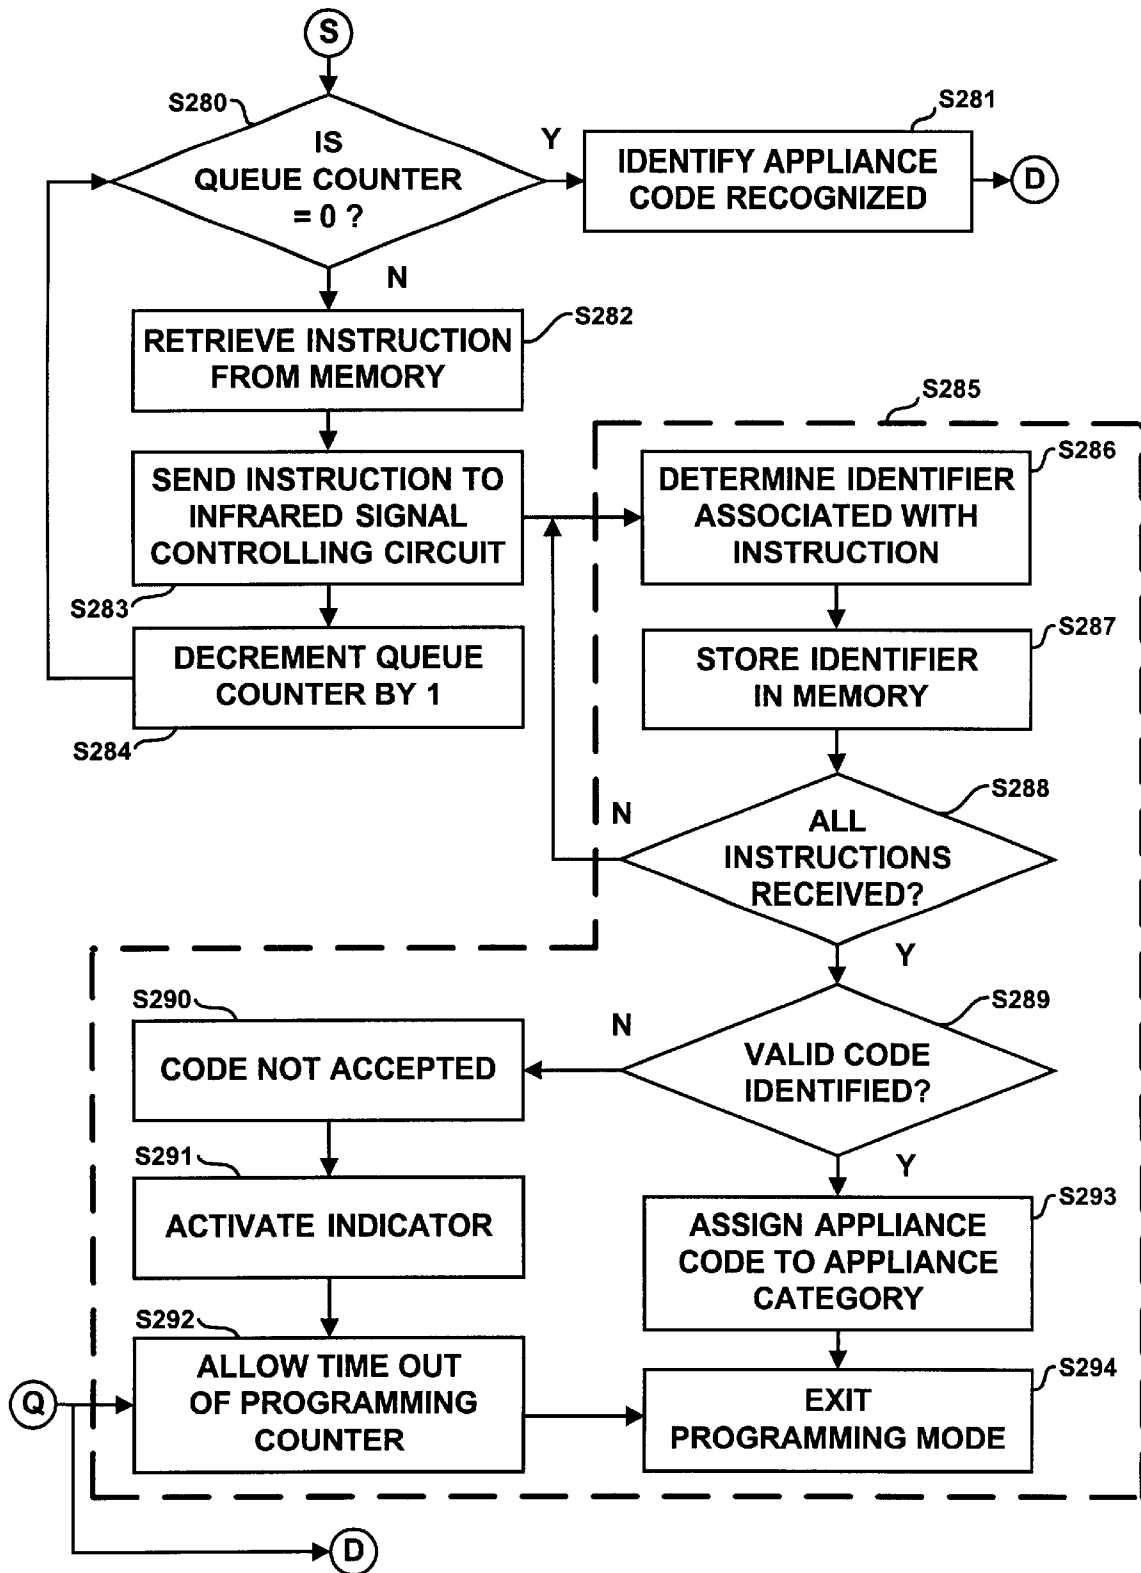 S
S280
IS
QUEUE COUNTER
= 0 ?
Y
S281
IDENTIFY APPLIANCE
CODE RECOGNIZED
D
N
S282
RETRIEVE INSTRUCTION
FROM MEMORY
S283
SEND INSTRUCTION TO
INFRARED SIGNAL
CONTROLLING CIRCUIT
S284
DECREMENT QUEUE
COUNTER BY 1
S285
S286
DETERMINE IDENTIFIER
ASSOCIATED WITH
INSTRUCTION
S287
STORE IDENTIFIER
IN MEMORY
S288
ALL
INSTRUCTIONS
RECEIVED?
N
Y
S289
VALID CODE
IDENTIFIED?
N
Y
S290
CODE NOT ACCEPTED
S291
ACTIVATE INDICATOR
S292
ALLOW TIME OUT
OF PROGRAMMING
COUNTER
S293
ASSIGN APPLIANCE
CODE TO APPLIANCE
CATEGORY
S294
EXIT
PROGRAMMING MODE
Q
D